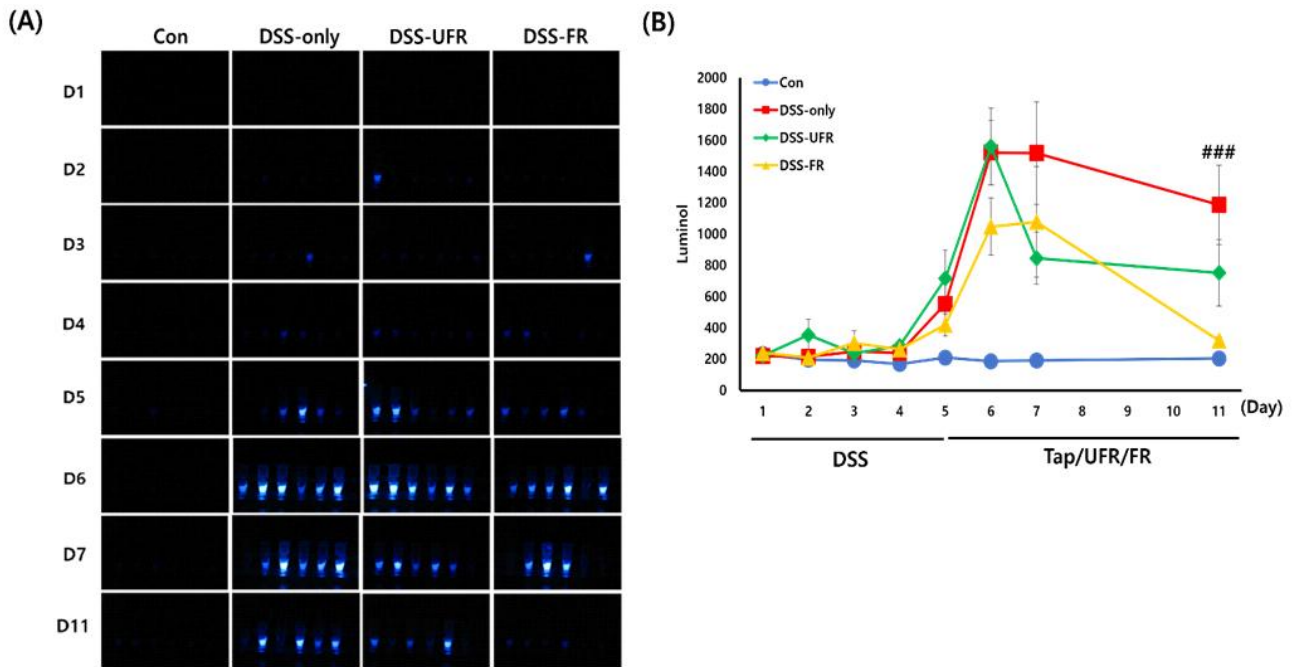 (A)
Con DSS-only DSS-UFR DSS-FR
D1
D2
D3
D4
D5
D6
D7
D11
(B)
2000
1800
1600
1400
1200
1000
800
600
400
200
0
Luminol
Con
DSS-only
DSS-UFR
DSS-FR
###
1 2 3 4 5 6 7 8 9 10 11 (Day)
DSS Tap/UFR/FR